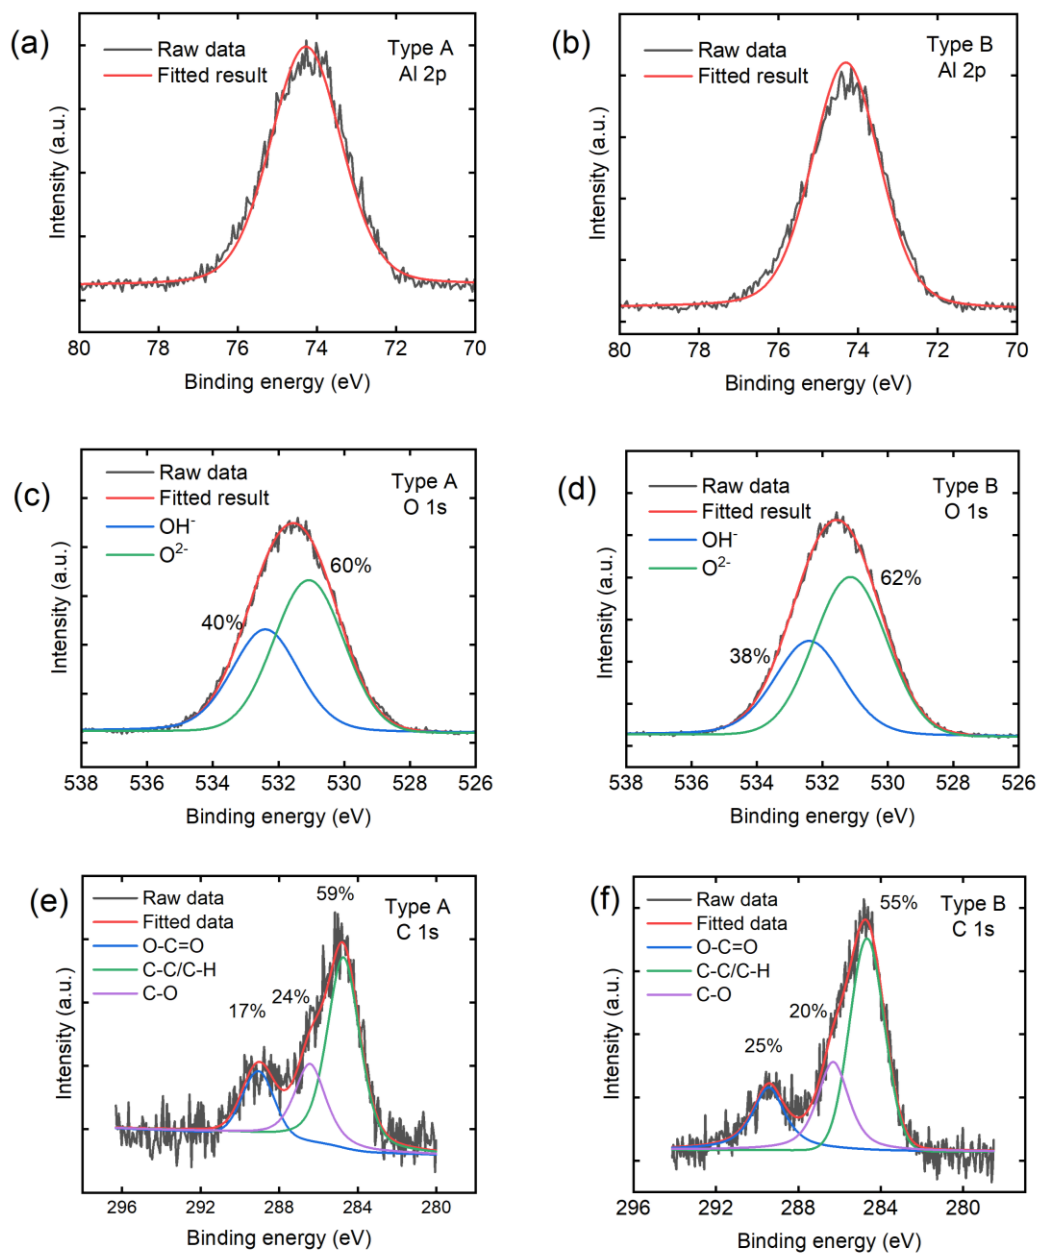 (a)
Raw data
Fitted result
Type A
Al 2p
Intensity (a.u.)
80 78 76 74 72 70
Binding energy (eV)
(b)
Raw data
Fitted result
Type B
Al 2p
Intensity (a.u.)
80 78 76 74 72 70
Binding energy (eV)
(c)
Raw data
Fitted result
OH⁻
O²⁻
Type A
O 1s
60%
40%
Intensity (a.u.)
538 536 534 532 530 528 526
Binding energy (eV)
(d)
Raw data
Fitted result
OH⁻
O²⁻
Type B
O 1s
62%
38%
Intensity (a.u.)
538 536 534 532 530 528 526
Binding energy (eV)
(e)
Raw data
Fitted data
O-C=O
C-C/C-H
C-O
59%
Type A
C 1s
24%
17%
Intensity (a.u.)
296 292 288 284 280
Binding energy (eV)
(f)
Raw data
Fitted data
O-C=O
C-C/C-H
C-O
55%
Type B
C 1s
20%
25%
Intensity (a.u.)
296 292 288 284 280
Binding energy (eV)